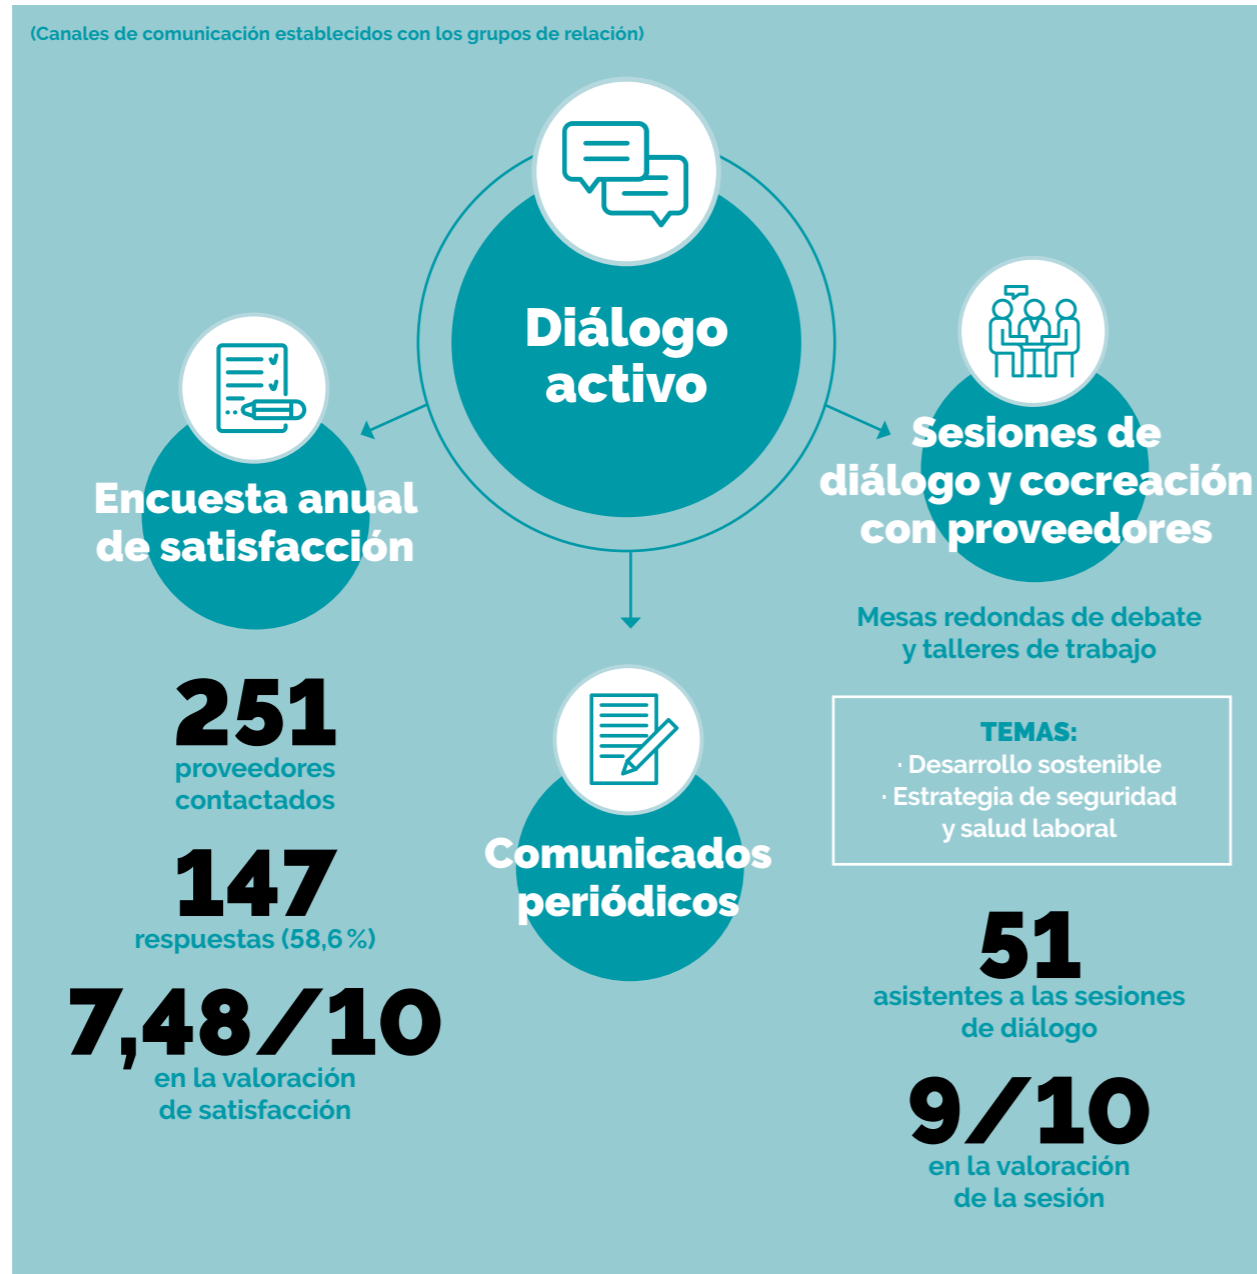 (Canales de comunicación establecidos con los grupos de relación)
Diálogo
activo
Encuesta anual
de satisfacción
251
proveedores
contactados
147
respuestas (58,6 %)
7,48/10
en la valoración
de satisfacción
Comunicados
periódicos
Sesiones de
diálogo y cocreación
con proveedores
Mesas redondas de debate
y talleres de trabajo
TEMAS:
· Desarrollo sostenible
· Estrategia de seguridad
y salud laboral
51
asistentes a las sesiones
de diálogo
9/10
en la valoración
de la sesión